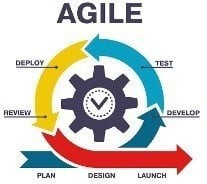 AGILE
DEPLOY
TEST
REVIEW
DEVELOP
PLAN
DESIGN
LAUNCH